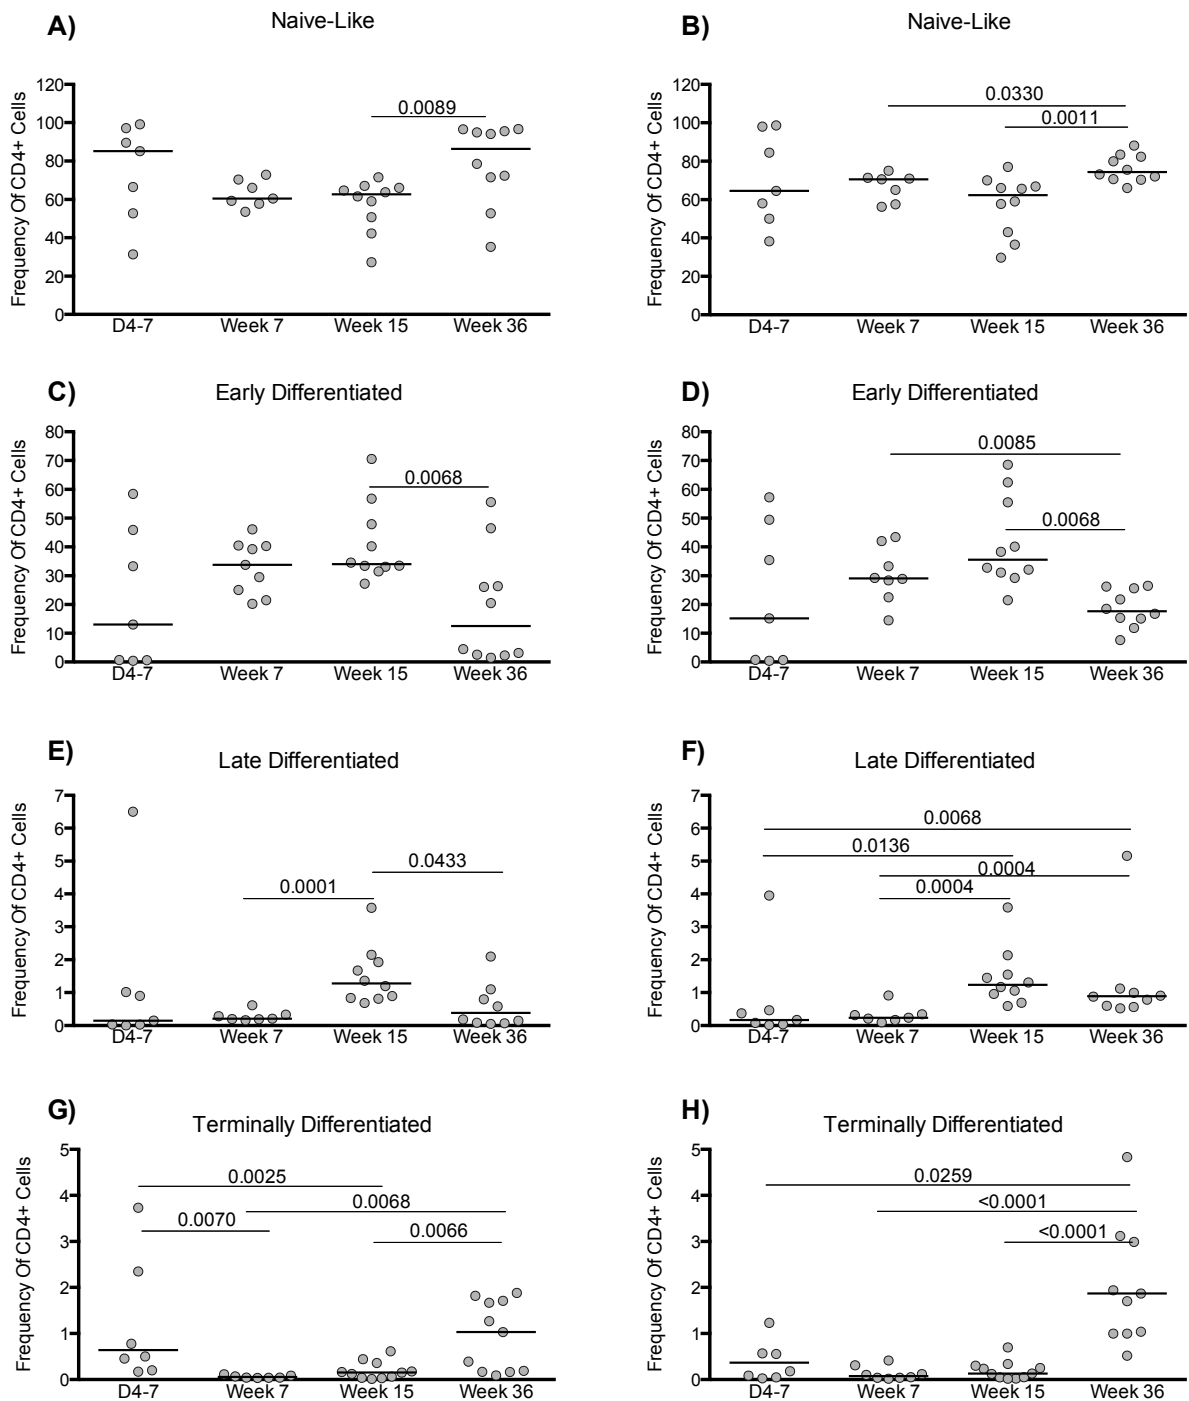 A)
Naive-Like
Frequency Of CD4+ Cells
120
100
80
60
40
20
0
0.0089
D4-7 Week 7 Week 15 Week 36
B)
Naive-Like
Frequency Of CD4+ Cells
120
100
80
60
40
20
0
0.0330
0.0011
D4-7 Week 7 Week 15 Week 36
C)
Early Differentiated
Frequency Of CD4+ Cells
80
70
60
50
40
30
20
10
0
0.0068
D4-7 Week 7 Week 15 Week 36
D)
Early Differentiated
Frequency Of CD4+ Cells
80
70
60
50
40
30
20
10
0
0.0085
0.0068
D4-7 Week 7 Week 15 Week 36
E)
Late Differentiated
Frequency Of CD4+ Cells
7
6
5
4
3
2
1
0
0.0433
0.0001
D4-7 Week 7 Week 15 Week 36
F)
Late Differentiated
Frequency Of CD4+ Cells
7
6
5
4
3
2
1
0
0.0068
0.0136
0.0004
0.0004
D4-7 Week 7 Week 15 Week 36
G)
Terminally Differentiated
Frequency Of CD4+ Cells
5
4
3
2
1
0
0.0025
0.0068
0.0070
0.0066
D4-7 Week 7 Week 15 Week 36
H)
Terminally Differentiated
Frequency Of CD4+ Cells
5
4
3
2
1
0
0.0259
<0.0001
<0.0001
D4-7 Week 7 Week 15 Week 36